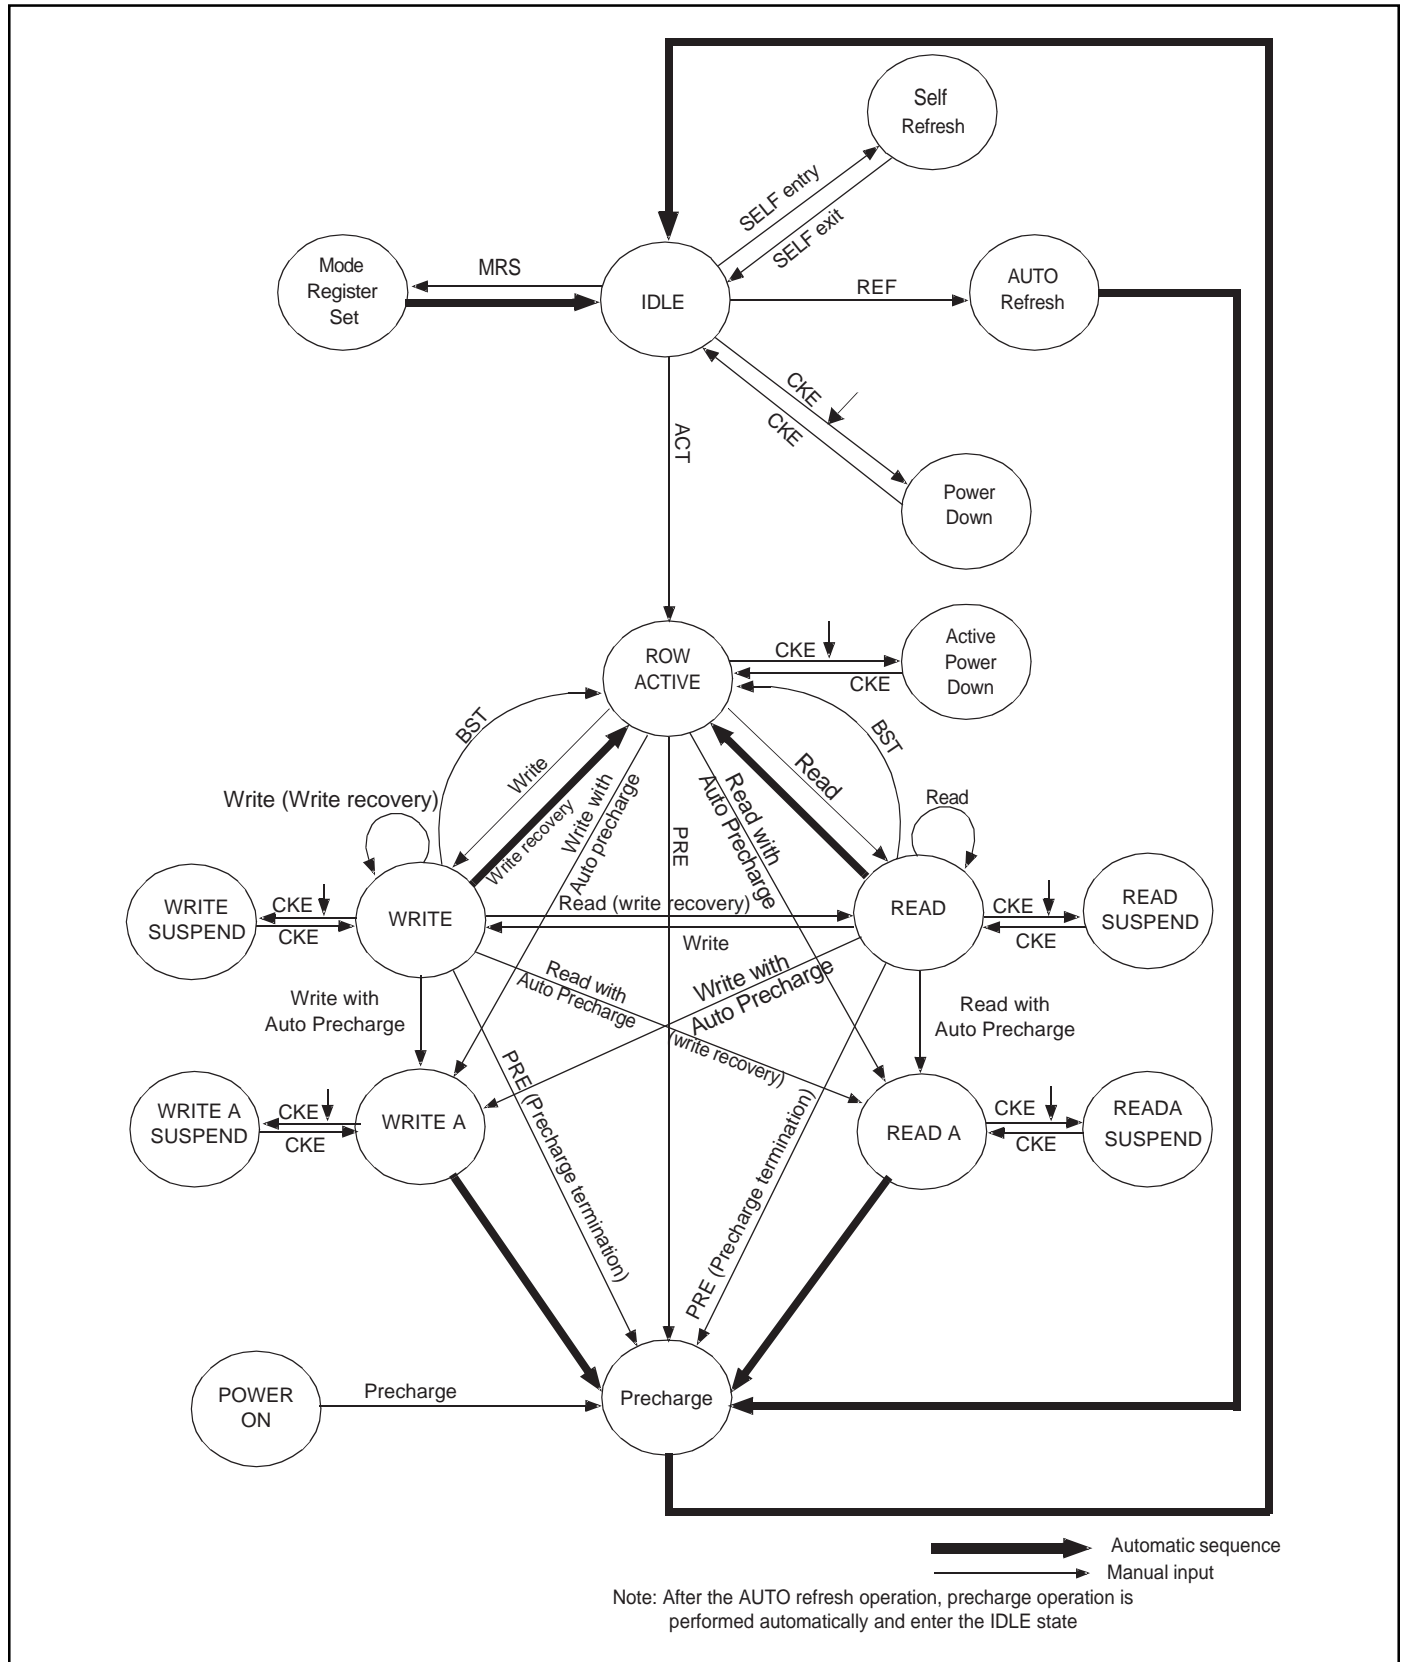 Self
Refresh
SELF entry
SELF exit
Mode
Register
Set
MRS
IDLE
REF
AUTO
Refresh
CKE
CKE
ACT
Power
Down
ROW
ACTIVE
CKE
CKE
Active
Power
Down
BST
BST
Write
Write recovery
Write with
Auto precharge
PRE
Read with
Auto Precharge
Read
Write (Write recovery)
Read
WRITE
SUSPEND
CKE
CKE
WRITE
Read (write recovery)
Write
READ
CKE
CKE
READ
SUSPEND
Write with
Auto Precharge
Read with
Auto Precharge
(write recovery)
Write with
Auto Precharge
Read with
Auto Precharge
WRITE A
SUSPEND
CKE
CKE
WRITE A
PRE (Precharge termination)
PRE (Precharge termination)
READ A
CKE
CKE
READA
SUSPEND
POWER
ON
Precharge
Precharge
Automatic sequence
Manual input
Note: After the AUTO refresh operation, precharge operation is
performed automatically and enter the IDLE state